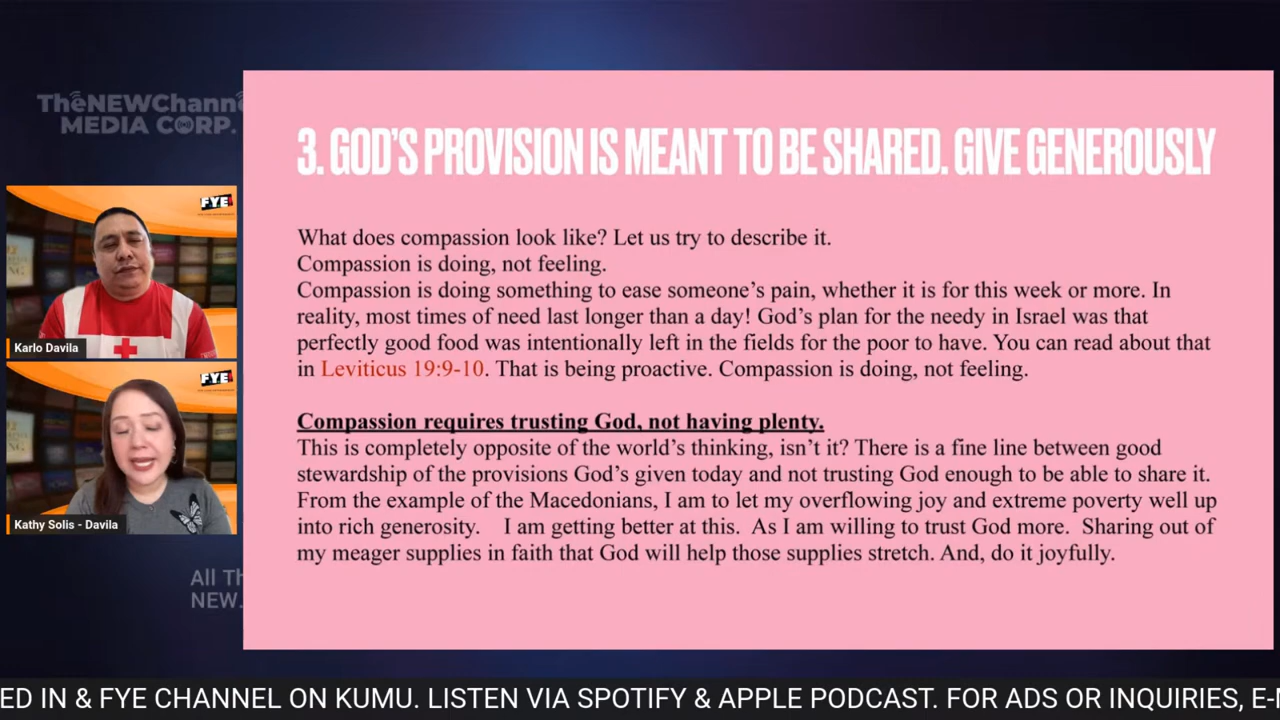 TheNEWChanne
MEDIA CORP.
FYE
Karlo Davila
FYE
Kathy Solis - Davila
All Th
NEW.
3. GOD'S PROVISION IS MEANT TO BE SHARED. GIVE GENEROUSLY
What does compassion look like? Let us try to describe it.
Compassion is doing, not feeling.
Compassion is doing something to ease someone's pain, whether it is for this week or more. In
reality, most times of need last longer than a day! God's plan for the needy in Israel was that
perfectly good food was intentionally left in the fields for the poor to have. You can read about that
in Leviticus 19:9-10. That is being proactive. Compassion is doing, not feeling.
Compassion requires trusting God, not having plenty.
This is completely opposite of the world's thinking, isn't it? There is a fine line between good
stewardship of the provisions God's given today and not trusting God enough to be able to share it.
From the example of the Macedonians, I am to let my overflowing joy and extreme poverty well up
into rich generosity. I am getting better at this. As I am willing to trust God more. Sharing out of
my meager supplies in faith that God will help those supplies stretch. And, do it joyfully.
ED IN & FYE CHANNEL ON KUMU. LISTEN VIA SPOTIFY & APPLE PODCAST. FOR ADS OR INQUIRIES, E-